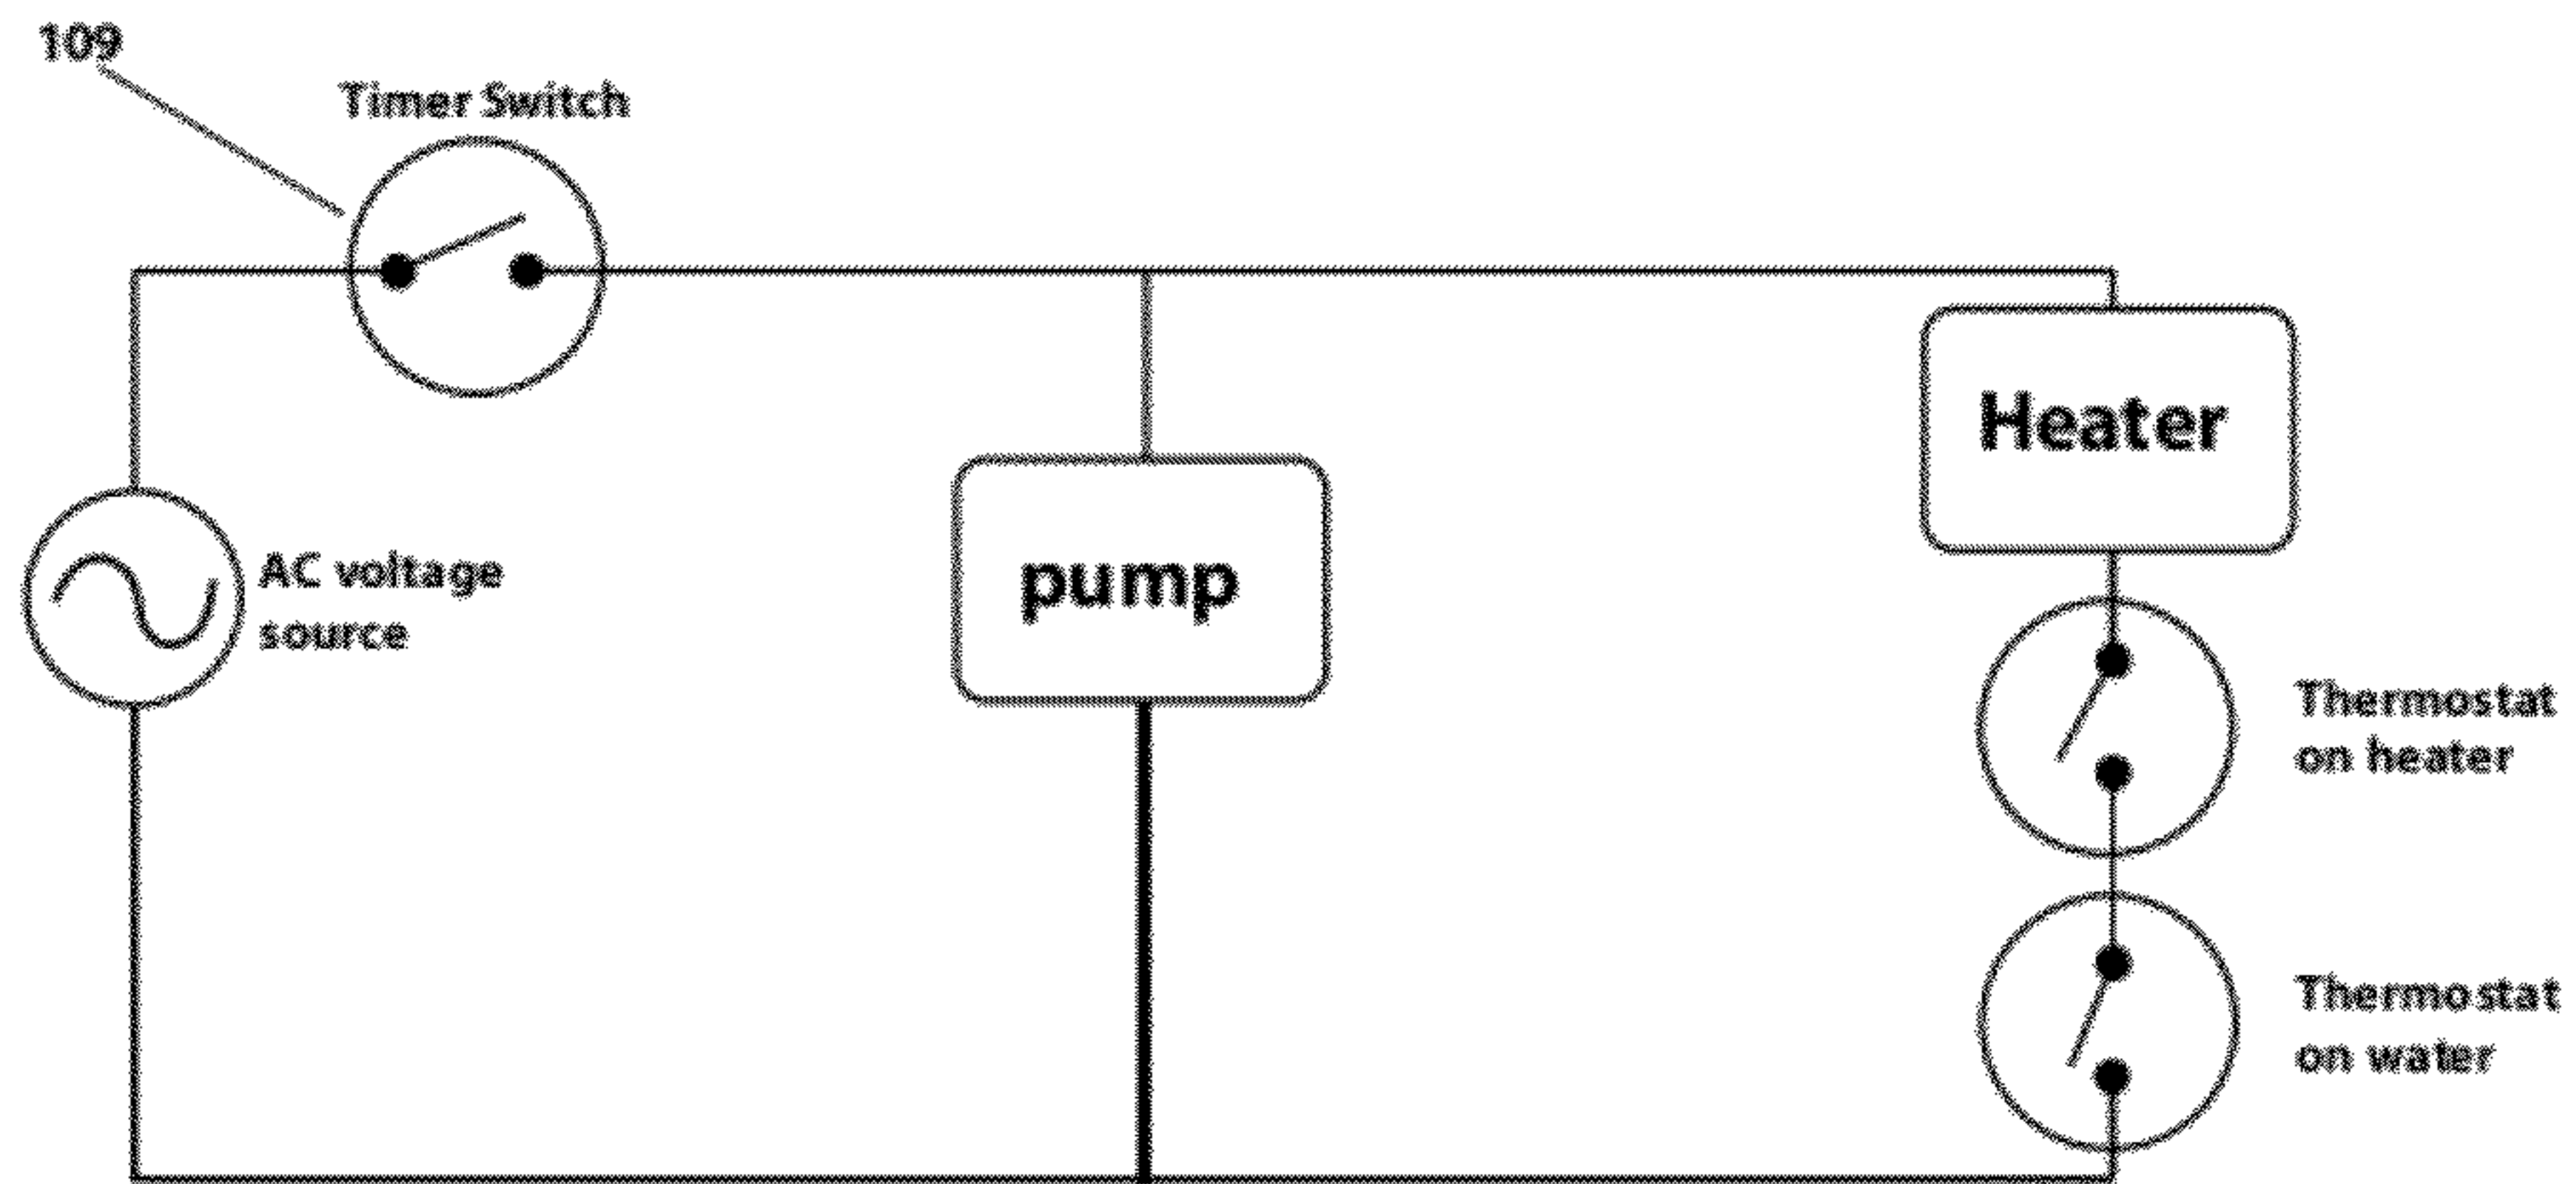 109
Timer Switch
Heater
AC voltage
source
pump
Thermostat
on heater
Thermostat
on water